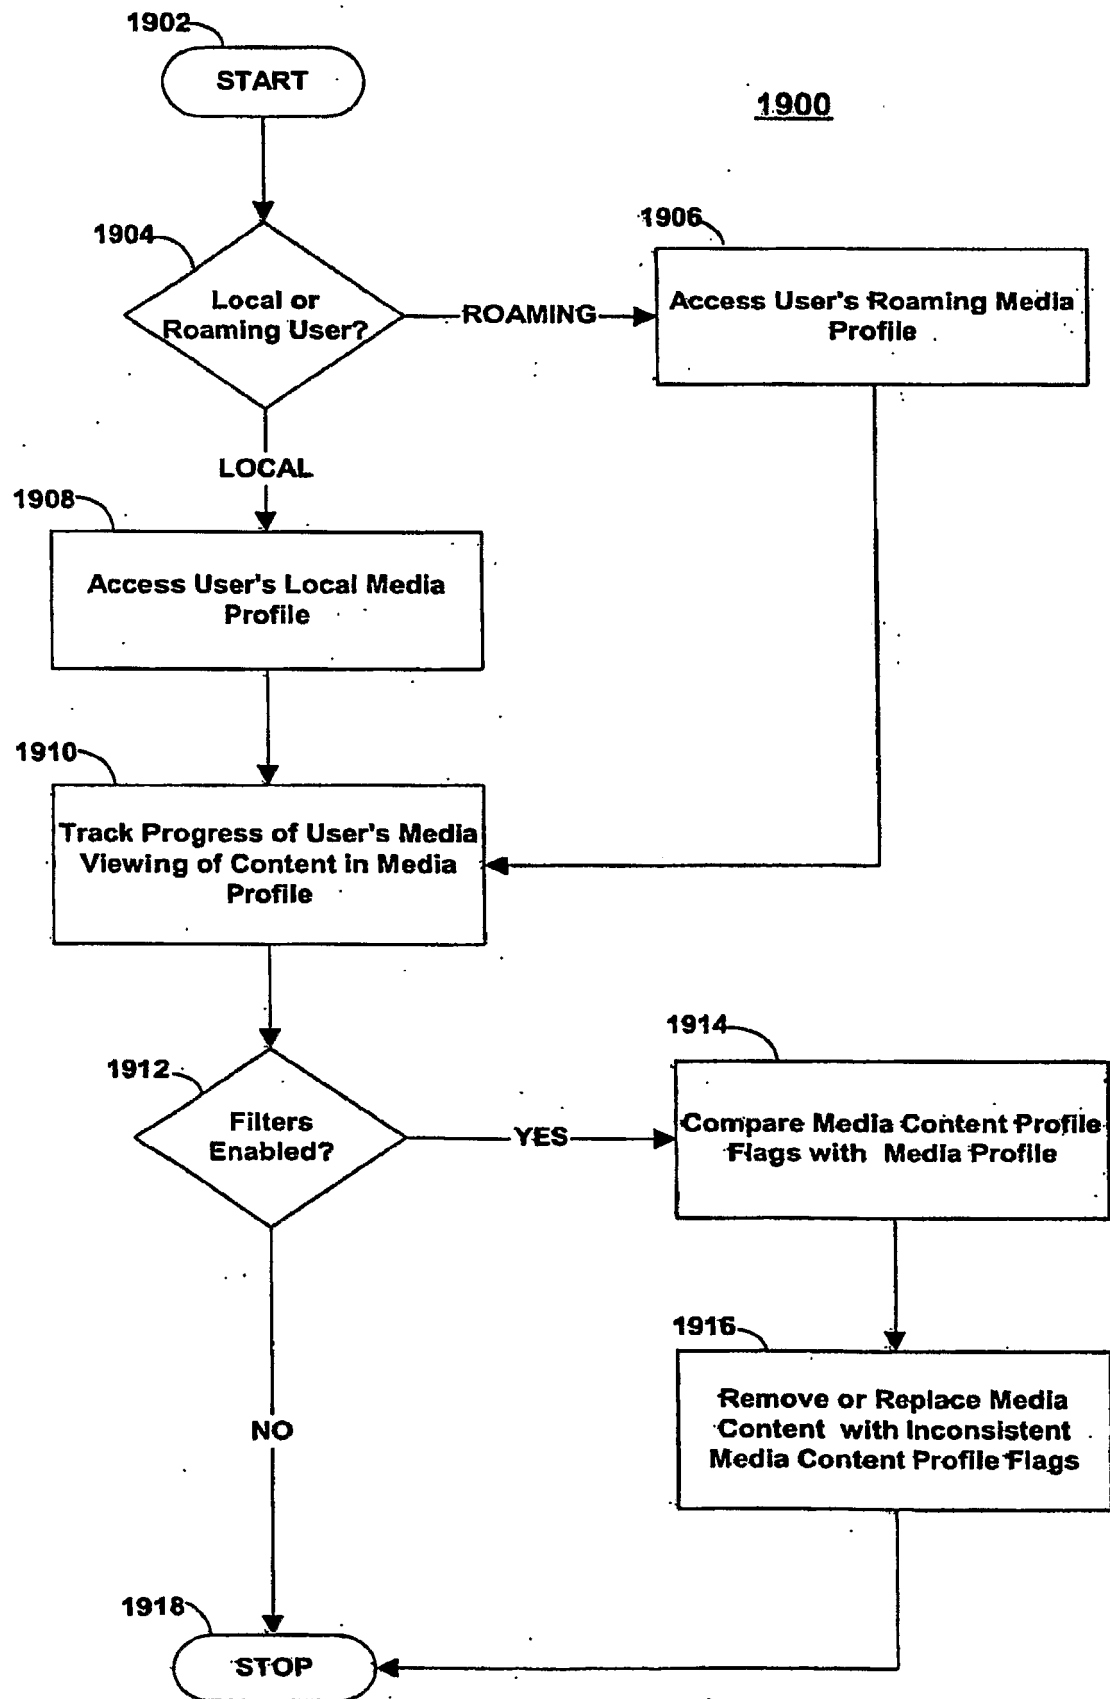 1902
START
1900
1904
Local or
Roaming User?
ROAMING
1906
Access User's Roaming Media
Profile
LOCAL
1908
Access User's Local Media
Profile
1910
Track Progress of User's Media
Viewing of Content in Media
Profile
1912
Filters
Enabled?
YES
1914
Compare Media Content Profile
Flags with Media Profile
1916
Remove or Replace Media
Content with Inconsistent
Media Content Profile Flags
NO
1918
STOP